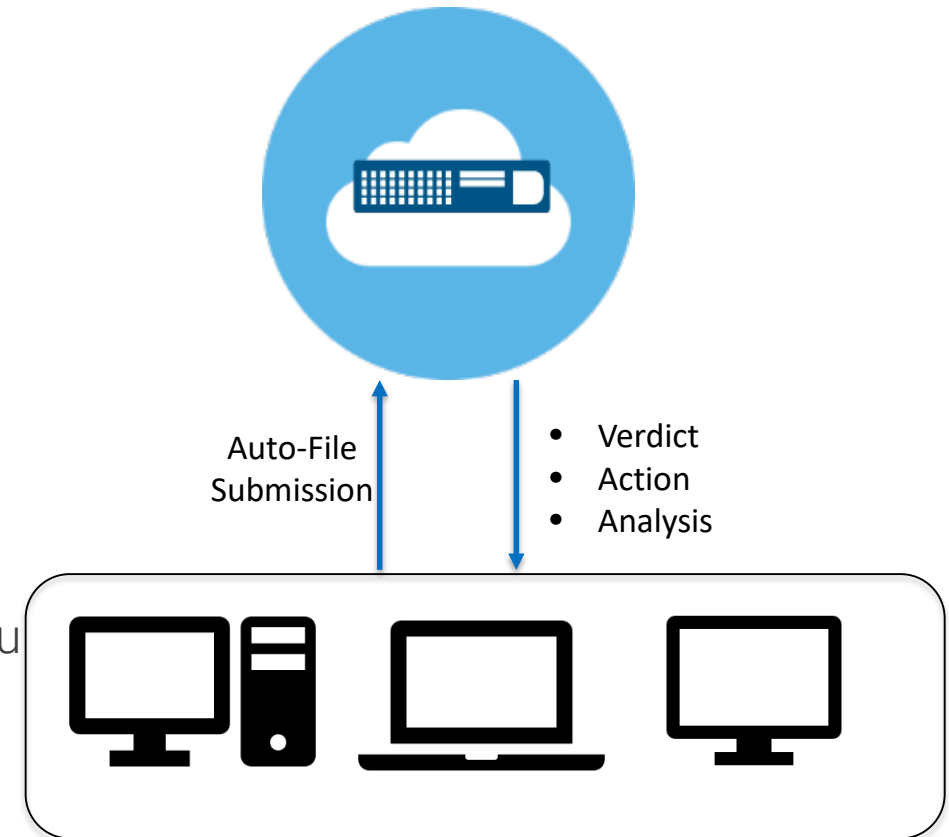 Auto-File
Submission
• Verdict
• Action
• Analysis
u